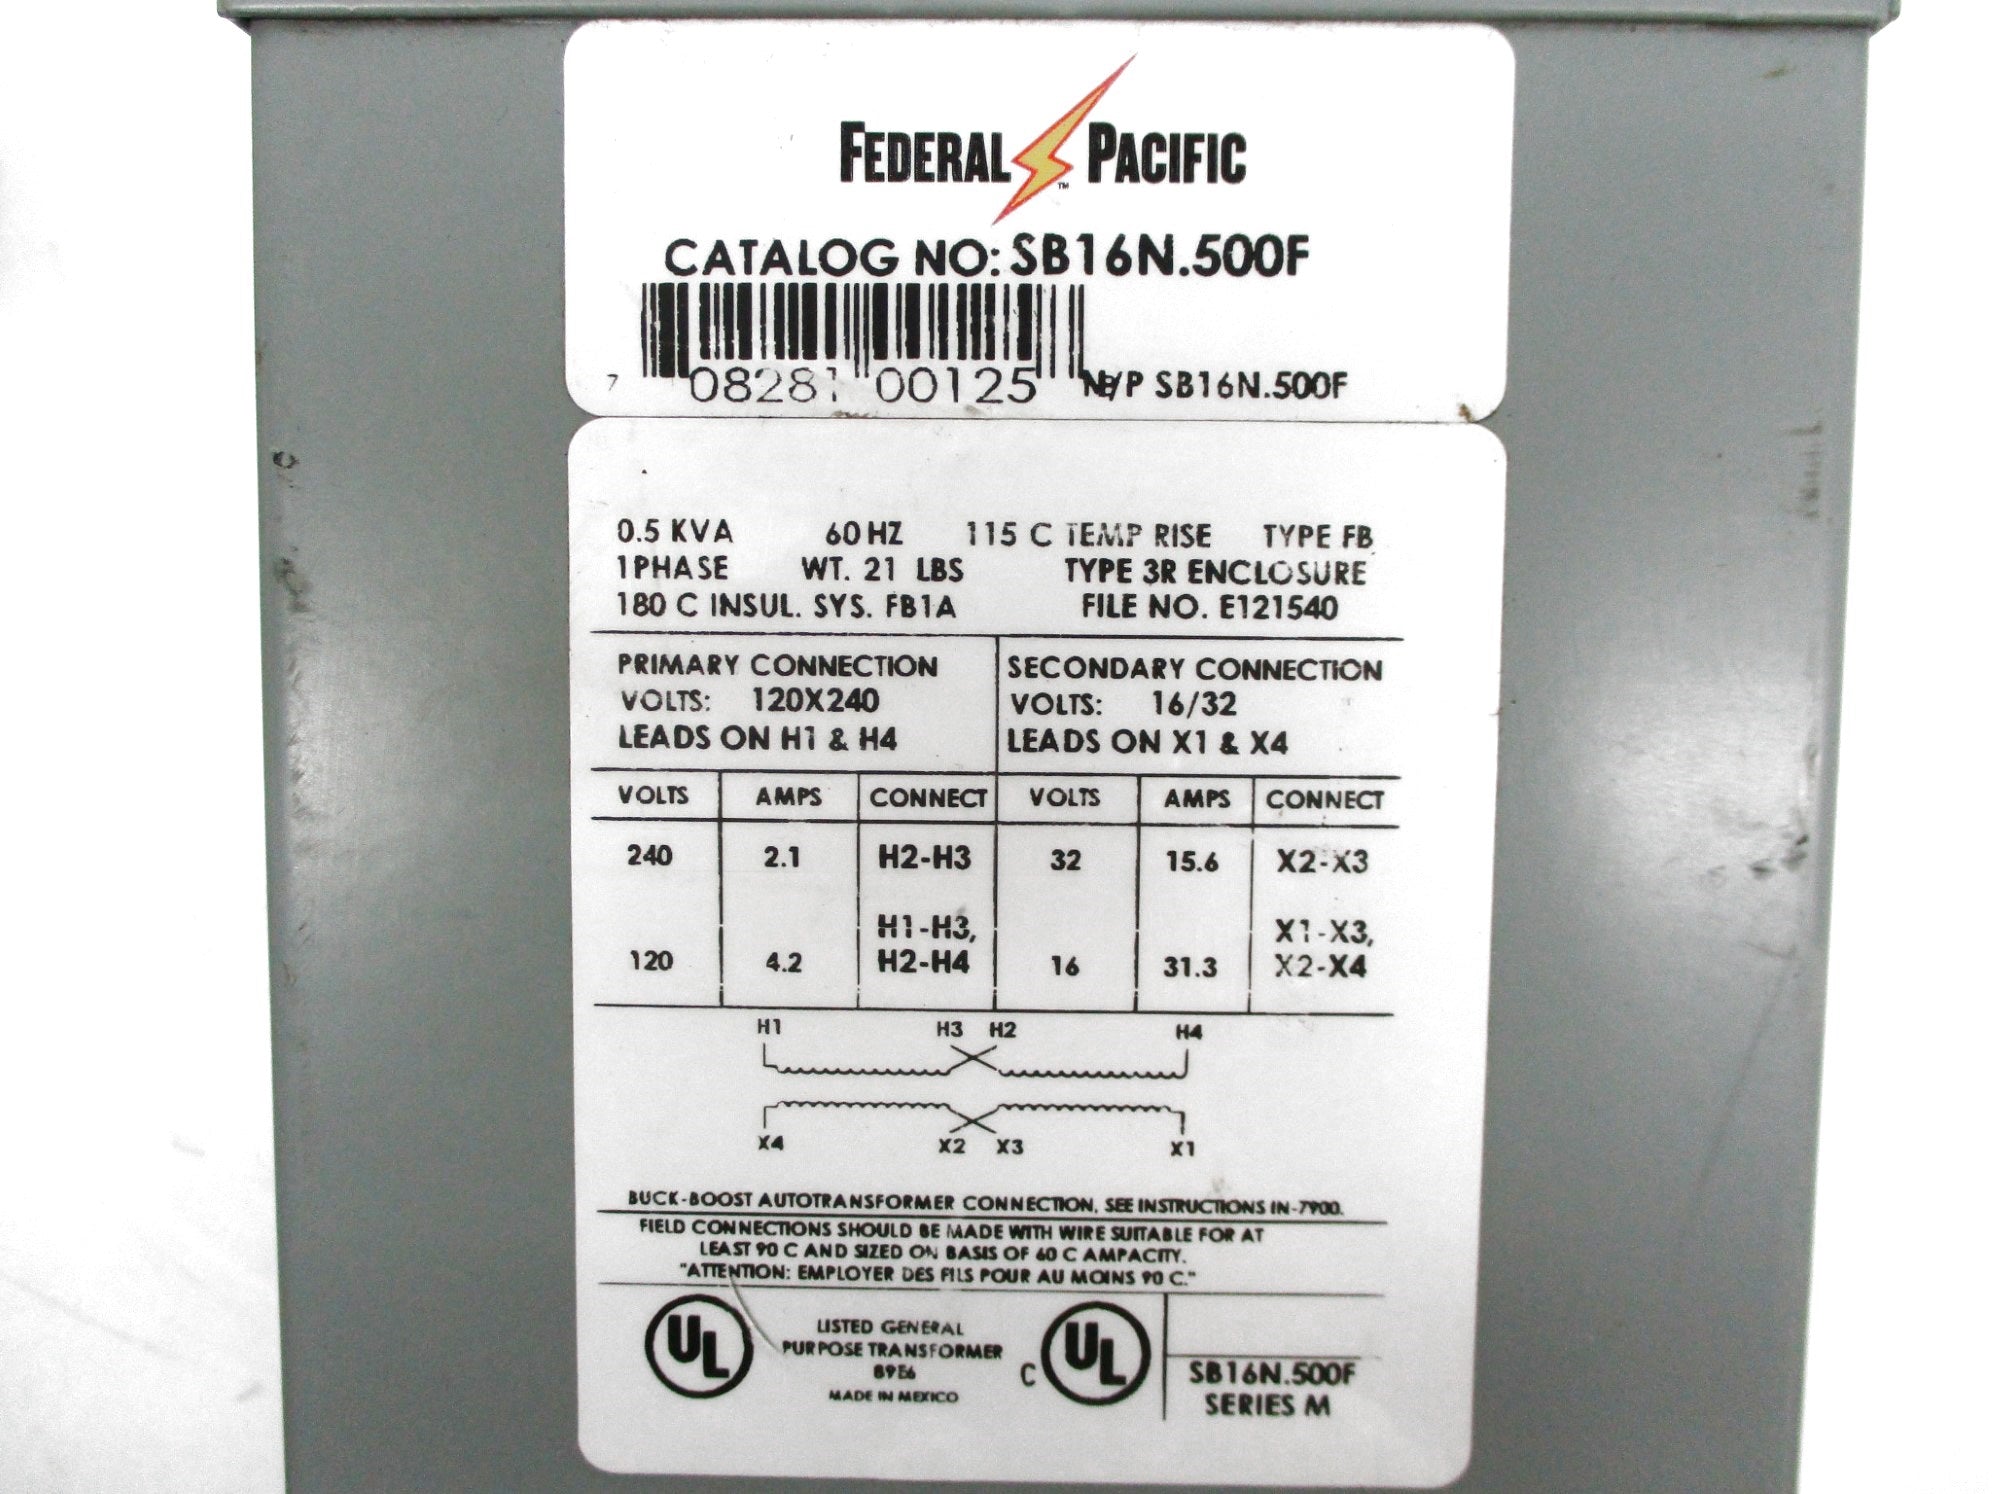 FEDERAL PACIFIC
TM
CATALOG NO: SB16N.500F
7 08281 00125 N/P SB16N.500F
0.5 KVA 60 HZ 115 C TEMP RISE TYPE FB
1 PHASE WT. 21 LBS TYPE 3R ENCLOSURE
180 C INSUL. SYS. FB1A FILE NO. E121540
PRIMARY CONNECTION SECONDARY CONNECTION
VOLTS: 120X240 VOLTS: 16/32
LEADS ON H1 & H4 LEADS ON X1 & X4
VOLTS AMPS CONNECT VOLTS AMPS CONNECT
240 2.1 H2-H3 32 15.6 X2-X3
H1-H3, X1-X3,
120 4.2 H2-H4 16 31.3 X2-X4
H1 H3 H2 H4
X4 X2 X3 X1
BUCK-BOOST AUTOTRANSFORMER CONNECTION, SEE INSTRUCTIONS IN-7900.
FIELD CONNECTIONS SHOULD BE MADE WITH WIRE SUITABLE FOR AT
LEAST 90 C AND SIZED ON BASIS OF 60 C AMPACITY.
"ATTENTION: EMPLOYER DES FILS POUR AU MOINS 90 C."
UL LISTED GENERAL C UL
PURPOSE TRANSFORMER
89E6
MADE IN MEXICO
SB16N.500F
SERIES M